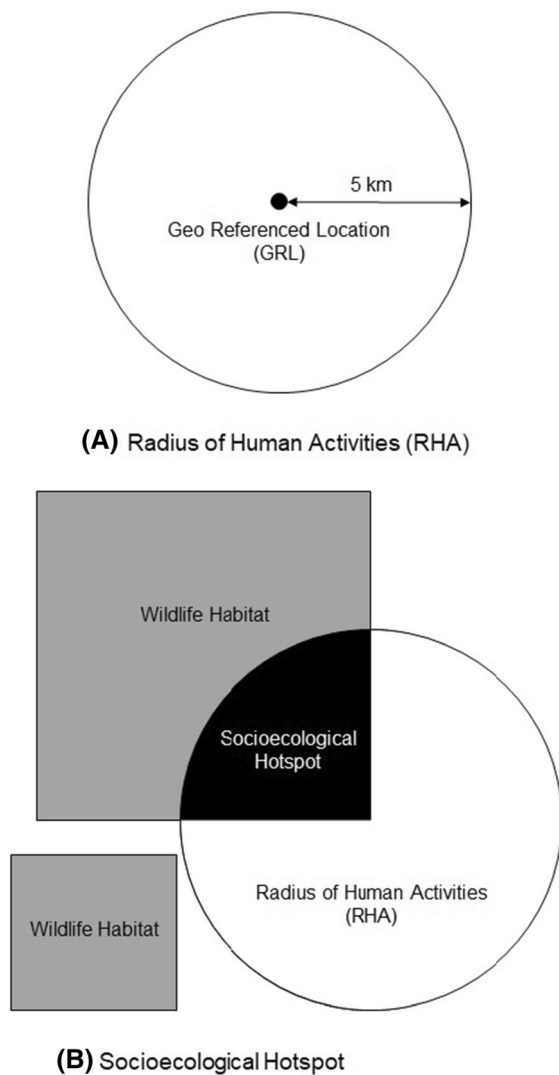 5 km
Geo Referenced Location
(GRL)
(A) Radius of Human Activities (RHA)
Wildlife Habitat
Socioecological
Hotspot
Radius of Human Activities
(RHA)
Wildlife Habitat
(B) Socioecological Hotspot